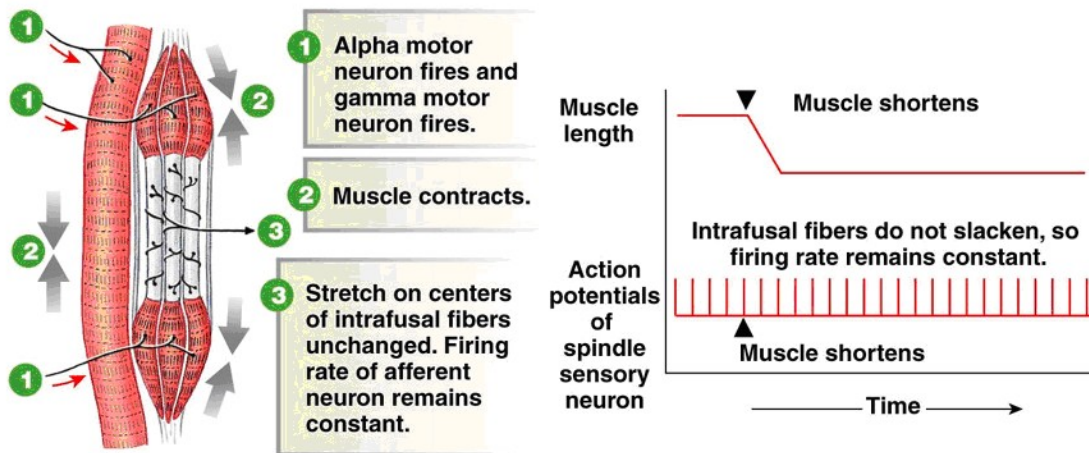 1
1
2
2
3
1
1 Alpha motor
neuron fires and
gamma motor
neuron fires.
2 Muscle contracts.
3 Stretch on centers
of intrafusal fibers
unchanged. Firing
rate of afferent
neuron remains
constant.
Muscle
length
Muscle shortens
Intrafusal fibers do not slacken, so
firing rate remains constant.
Action
potentials
of
spindle
sensory
neuron
Muscle shortens
Time